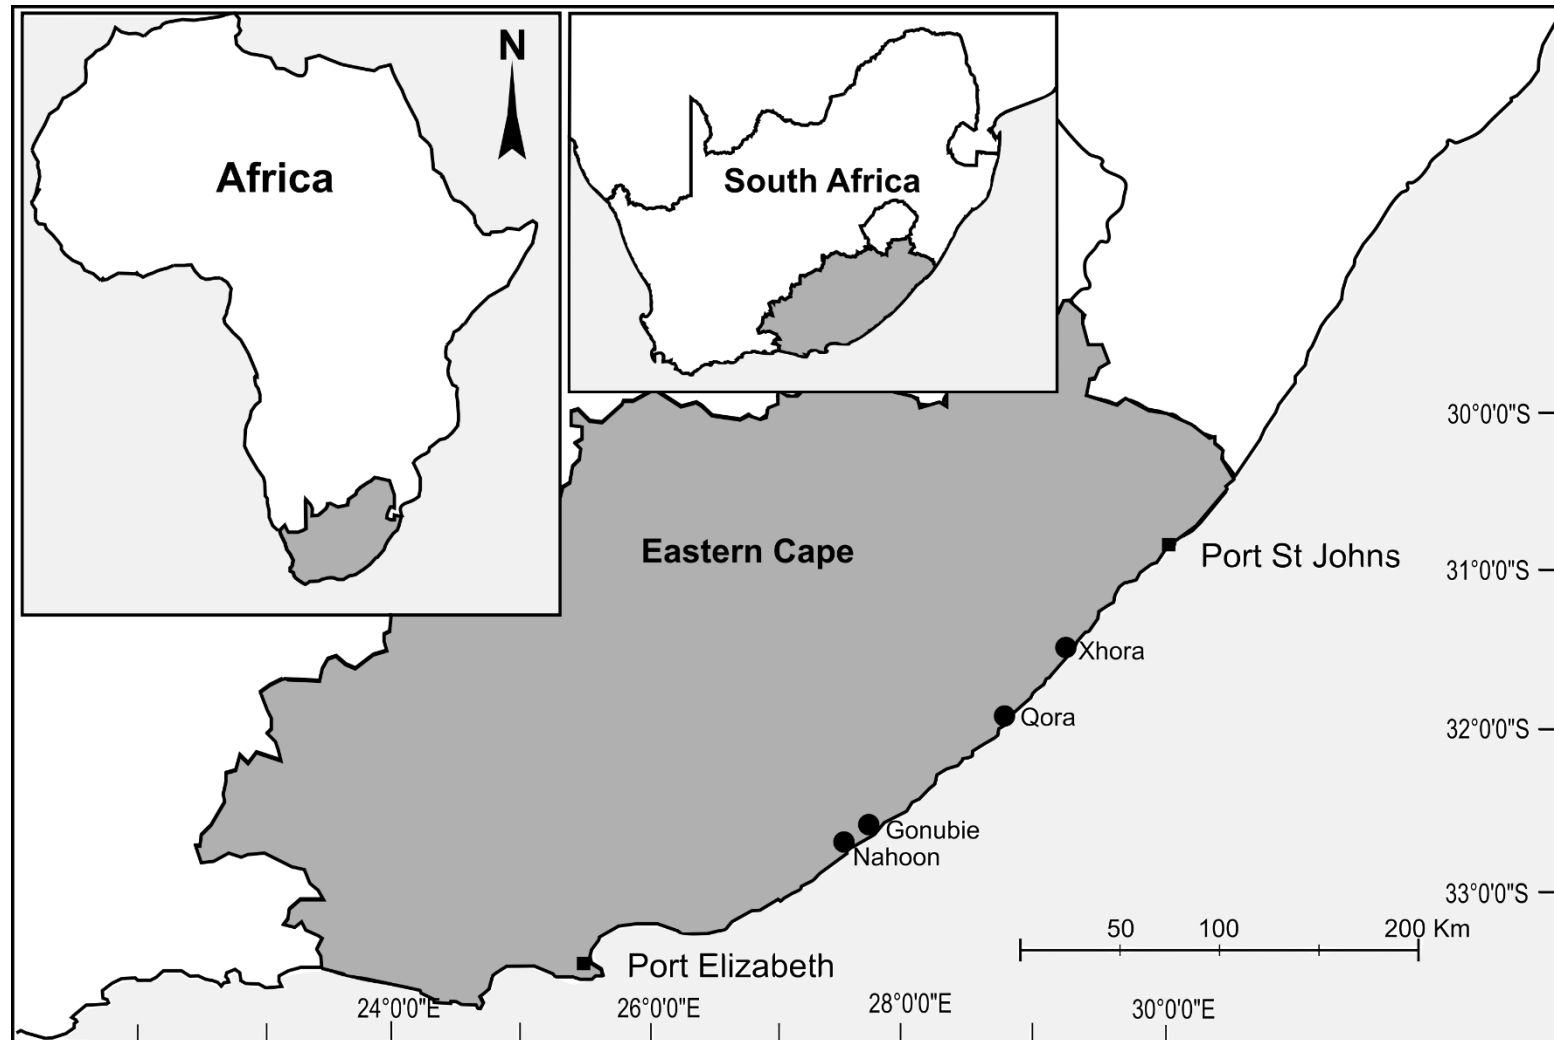 N
Africa
South Africa
30°0'0"S
Eastern Cape
Port St Johns
31°0'0"S
Xhora
Qora
32°0'0"S
Gonubie
Nahoon
33°0'0"S
50 100 200 Km
Port Elizabeth
24°0'0"E 26°0'0"E 28°0'0"E 30°0'0"E